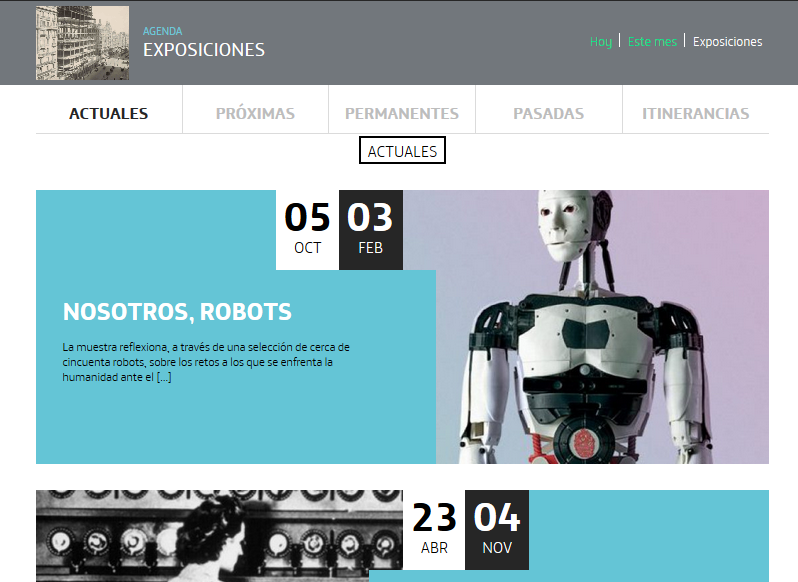 AGENDA
EXPOSICIONES
Hoy | Este mes | Exposiciones
ACTUALES PRÓXIMAS PERMANENTES PASADAS ITINERANCIAS
ACTUALES
05 03
OCT FEB
NOSOTROS, ROBOTS
La muestra reflexiona, a través de una selección de cerca de
cincuenta robots, sobre los retos a los que se enfrenta la
humanidad ante el [...]
23 04
ABR NOV